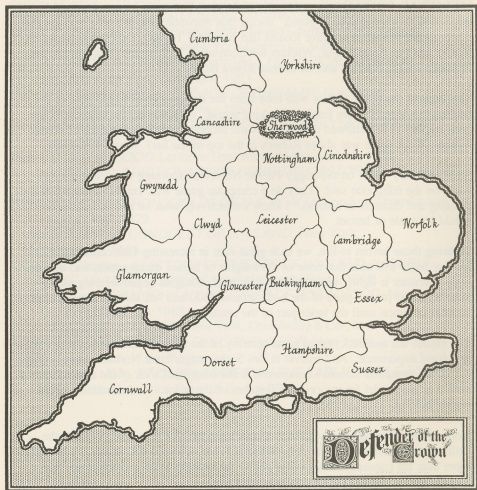 Cumbria
Yorkshire
Lancashire
Sherwood
Nottingham
Lincolnshire
Gwynedd
Clwyd
Leicester
Norfolk
Cambridge
Glamorgan
Gloucester
Buckingham
Essex
Dorset
Hampshire
Sussex
Cornwall
Defender of the
Crown